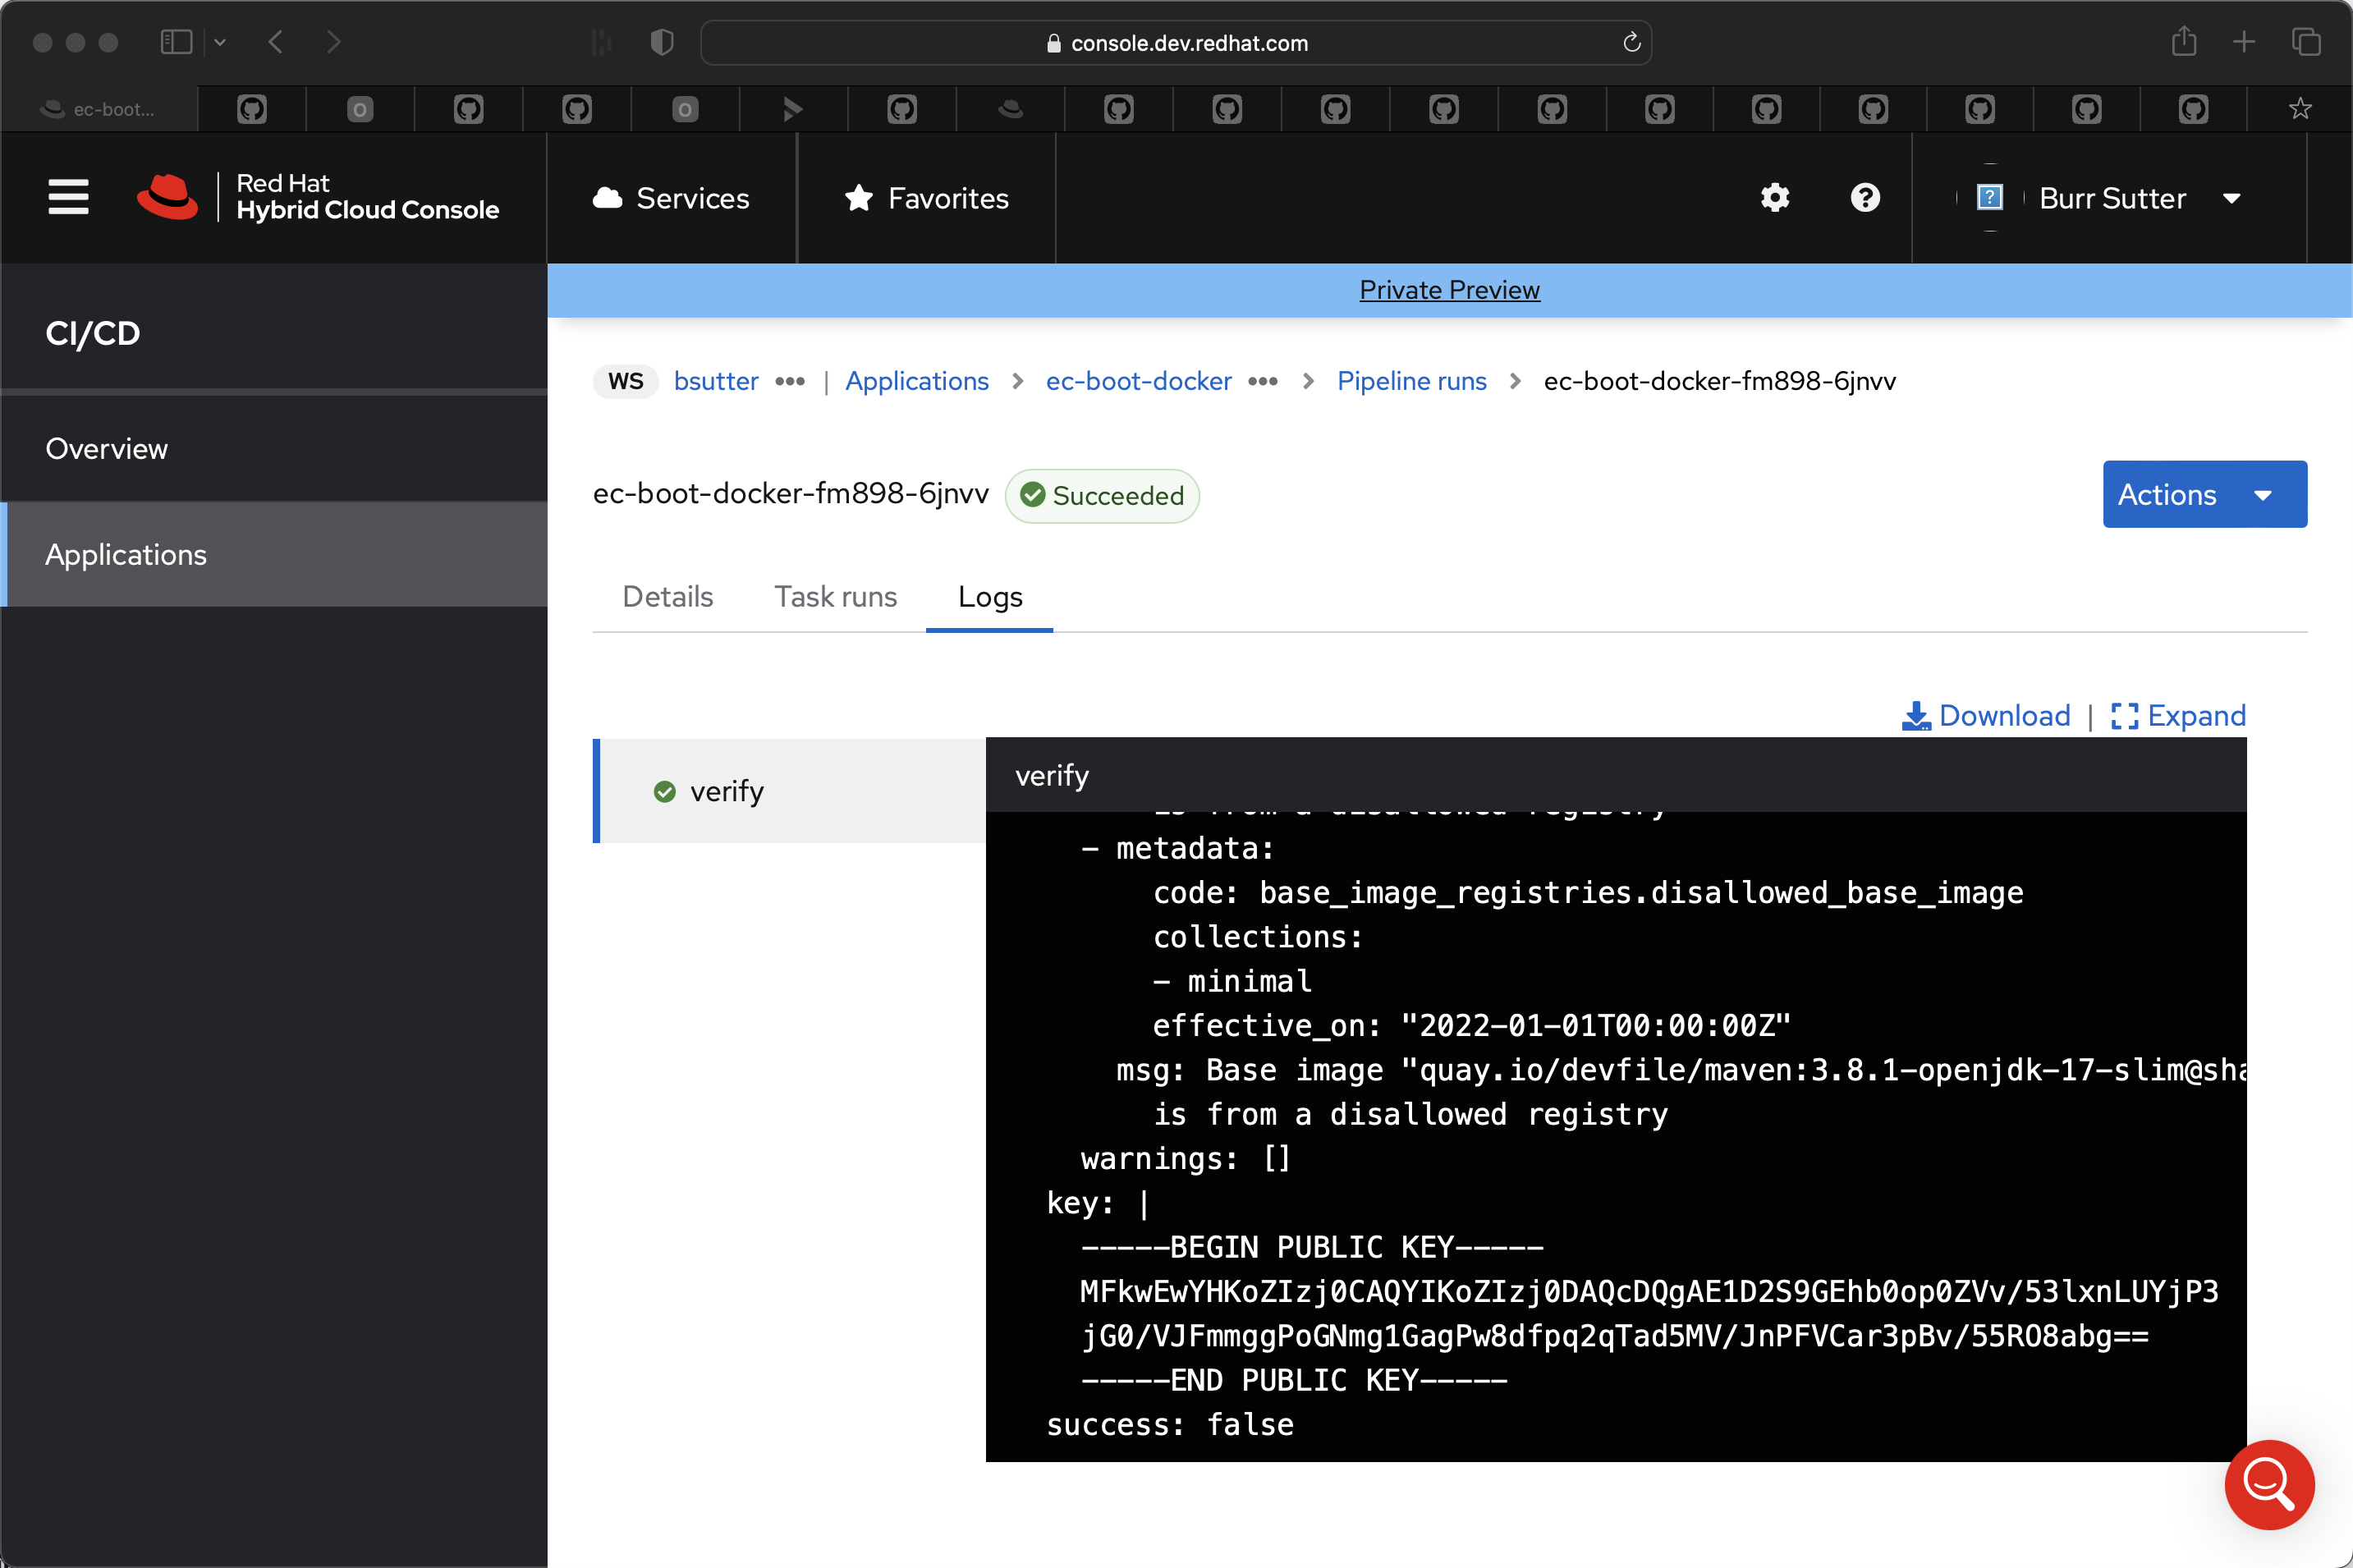 console.dev.redhat.com
ec-boot...
Red Hat
Hybrid Cloud Console
Services
Favorites
Burr Sutter
Private Preview
CI/CD
Overview
Applications
WS bsutter ••• | Applications > ec-boot-docker ••• > Pipeline runs > ec-boot-docker-fm898-6jnvv
ec-boot-docker-fm898-6jnvv Succeeded
Actions
Details Task runs Logs
Download | Expand
verify
verify
is from a disallowed registry
- metadata:
code: base_image_registries.disallowed_base_image
collections:
- minimal
effective_on: "2022-01-01T00:00:00Z"
msg: Base image "quay.io/devfile/maven:3.8.1-openjdk-17-slim@sha
is from a disallowed registry
warnings: []
key: |
-----BEGIN PUBLIC KEY-----
MFkwEwYHKoZIzj0CAQYIKoZIzj0DAQcDQgAE1D2S9GEhb0op0ZVv/53lxnLUYjP3
jG0/VJFmmggPoGNmg1GagPw8dfpq2qTad5MV/JnPFVCar3pBv/55RO8abg==
-----END PUBLIC KEY-----
success: false